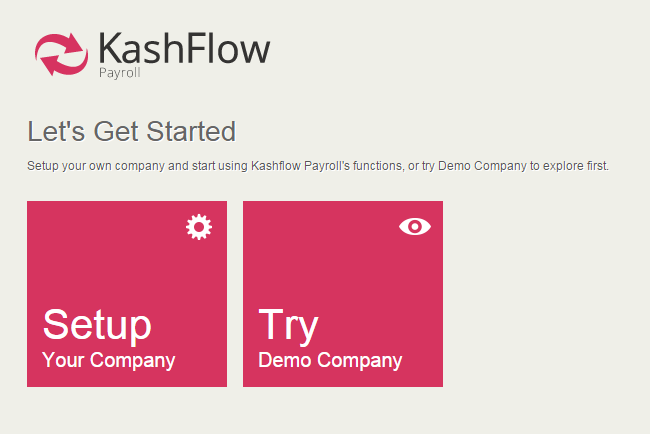 KashFlow
Payroll
Let's Get Started
Setup your own company and start using Kashflow Payroll's functions, or try Demo Company to explore first.
Setup
Your Company
Try
Demo Company